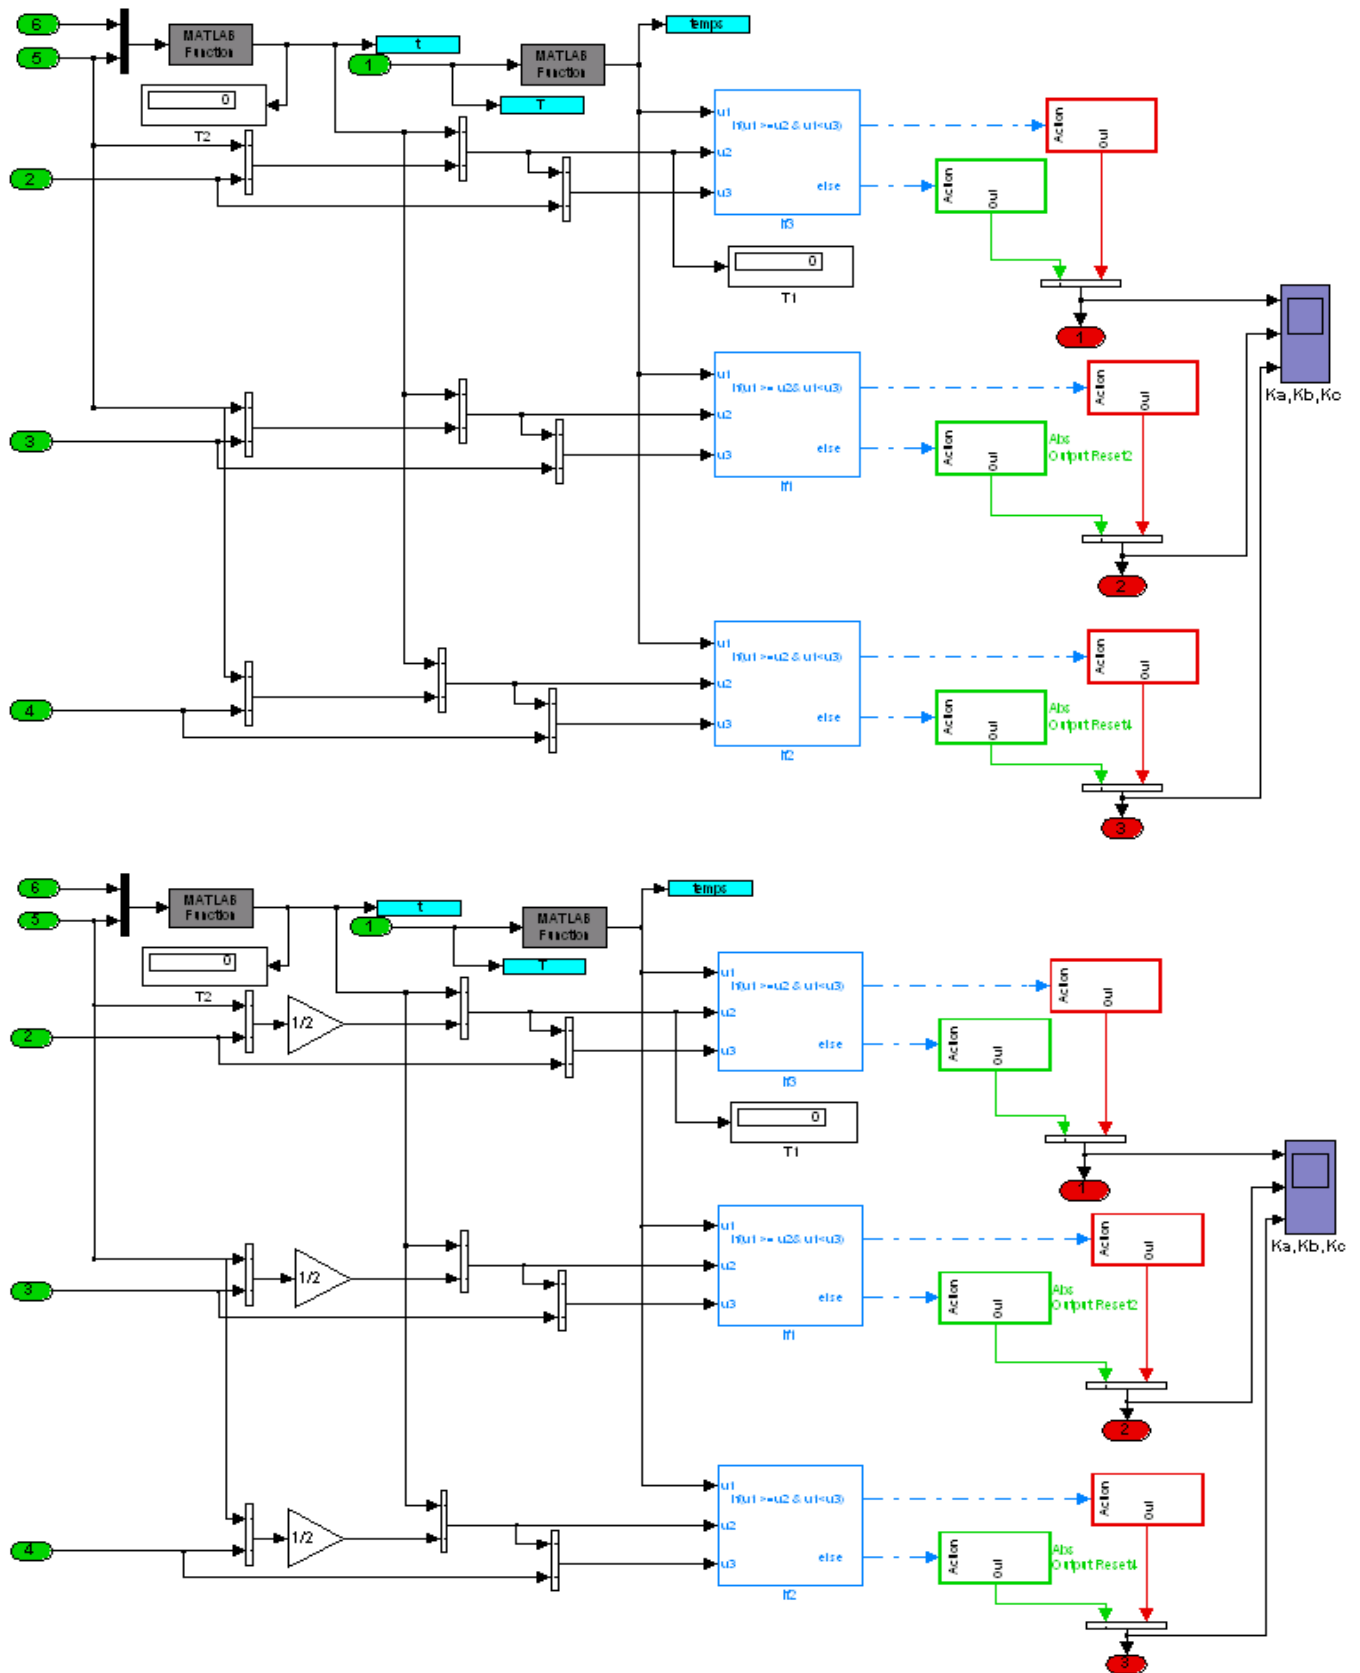 6
MATLAB
Function
temps
5
t
1
MATLAB
Function
0
T
T2
u1
if(u1 >=u2 & u1<u3)
u2
u3
else
If3
Action
Out
Action
Out
2
0
T1
1
Ka,Kb,Kc
u1
if(u1 >= u2& u1<u3)
u2
u3
else
If1
Action
Out
Action
Out
Abs
Output Reset2
3
2
u1
if(u1 >=u2 & u1<u3)
u2
u3
else
If2
Action
Out
Action
Out
Abs
Output Reset4
4
3
6
MATLAB
Function
temps
5
t
1
MATLAB
Function
0
T
T2
1/2
u1
if(u1 >=u2 & u1<u3)
u2
u3
else
If3
Action
Out
Action
Out
2
0
T1
1
Ka,Kb,Kc
1/2
u1
if(u1 >= u2& u1<u3)
u2
u3
else
If1
Action
Out
Action
Out
Abs
Output Reset2
3
2
1/2
u1
if(u1 >=u2 & u1<u3)
u2
u3
else
If2
Action
Out
Action
Out
Abs
Output Reset4
4
3